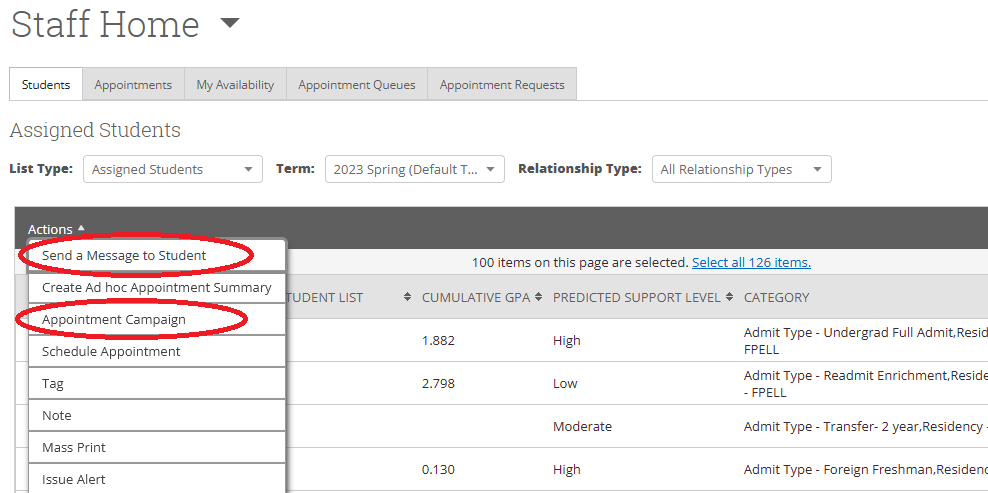 Staff Home
Students Appointments My Availability Appointment Queues Appointment Requests
Assigned Students
List Type: Assigned Students Term: 2023 Spring (Default T... Relationship Type: All Relationship Types
Actions
Send a Message to Student
100 items on this page are selected. Select all 126 items.
Create Ad hoc Appointment Summary
TUDENT LIST CUMULATIVE GPA PREDICTED SUPPORT LEVEL CATEGORY
Appointment Campaign
1.882 High Admit Type - Undergrad Full Admit,Resid
FPELL
Schedule Appointment
Tag
2.798 Low Admit Type - Readmit Enrichment,Reside
- FPELL
Note
Moderate Admit Type - Transfer- 2 year,Residency -
Mass Print
0.130 High Admit Type - Foreign Freshman,Residenc
Issue Alert